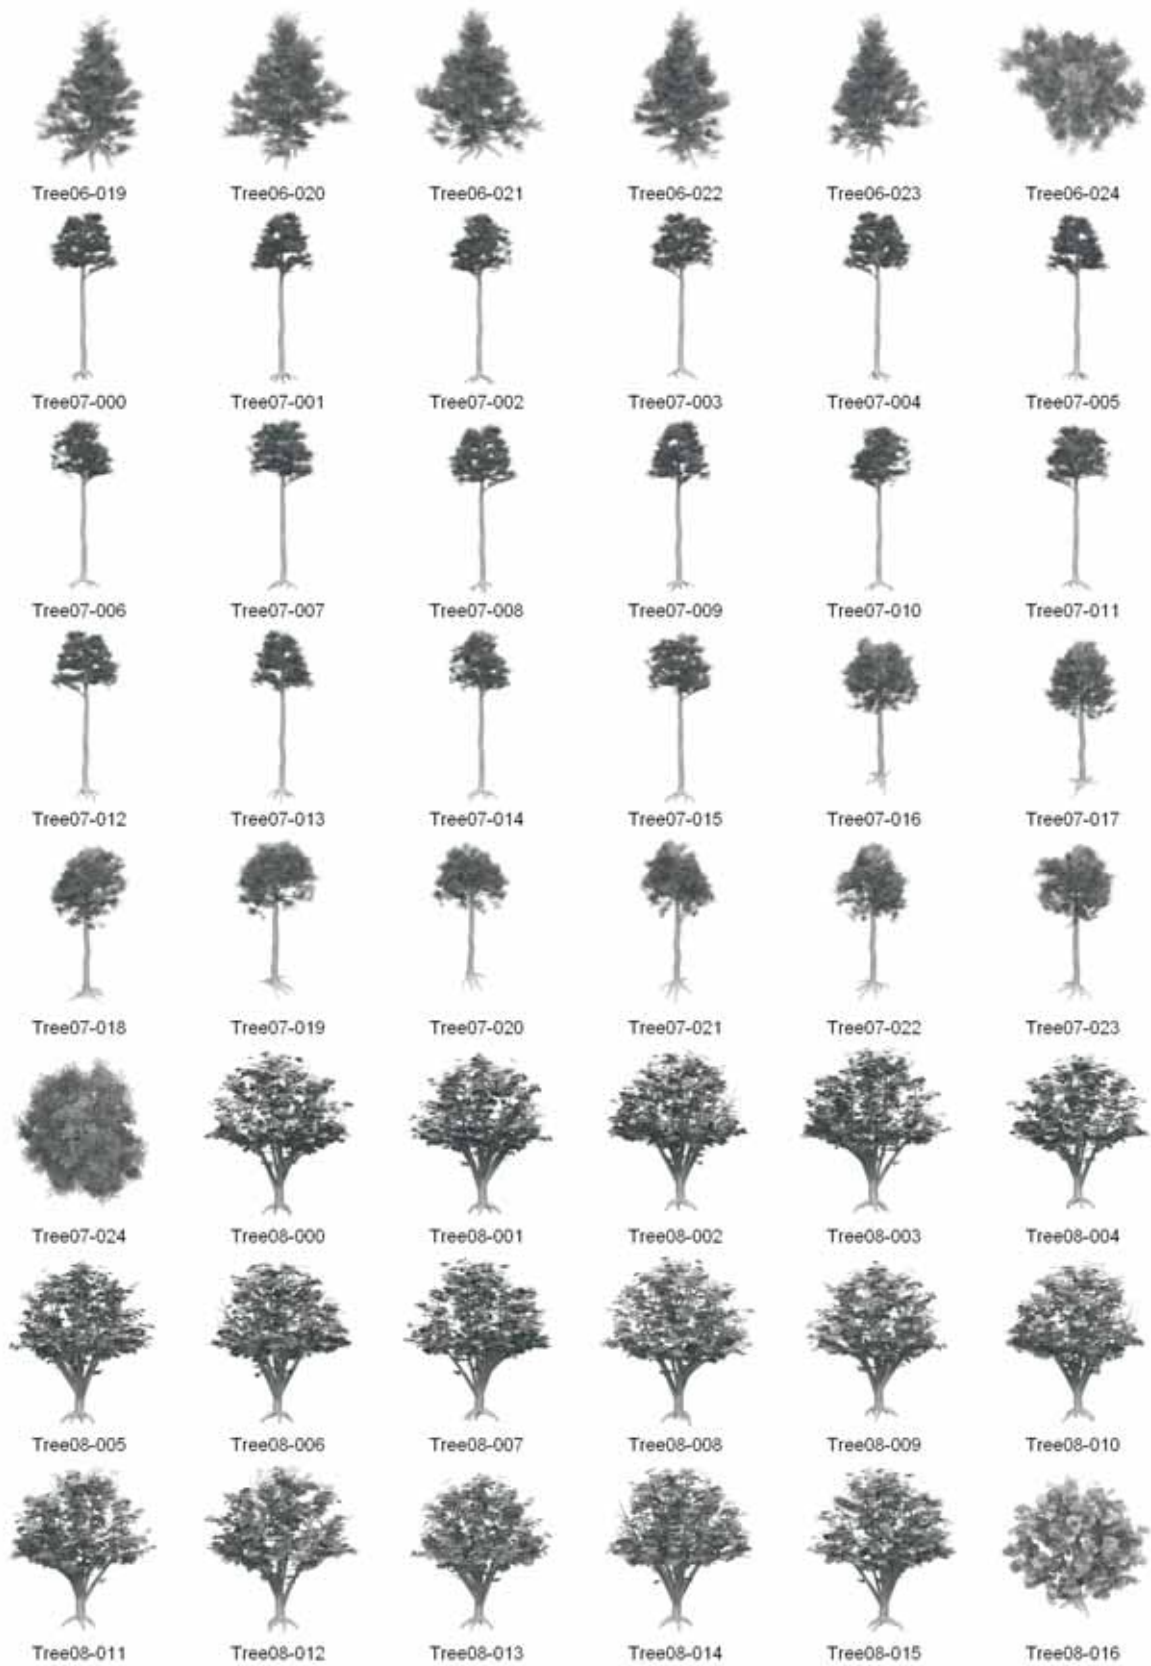 Tree06-019 Tree06-020 Tree06-021 Tree06-022 Tree06-023 Tree06-024
Tree07-000 Tree07-001 Tree07-002 Tree07-003 Tree07-004 Tree07-005
Tree07-006 Tree07-007 Tree07-008 Tree07-009 Tree07-010 Tree07-011
Tree07-012 Tree07-013 Tree07-014 Tree07-015 Tree07-016 Tree07-017
Tree07-018 Tree07-019 Tree07-020 Tree07-021 Tree07-022 Tree07-023
Tree07-024 Tree08-000 Tree08-001 Tree08-002 Tree08-003 Tree08-004
Tree08-005 Tree08-006 Tree08-007 Tree08-008 Tree08-009 Tree08-010
Tree08-011 Tree08-012 Tree08-013 Tree08-014 Tree08-015 Tree08-016